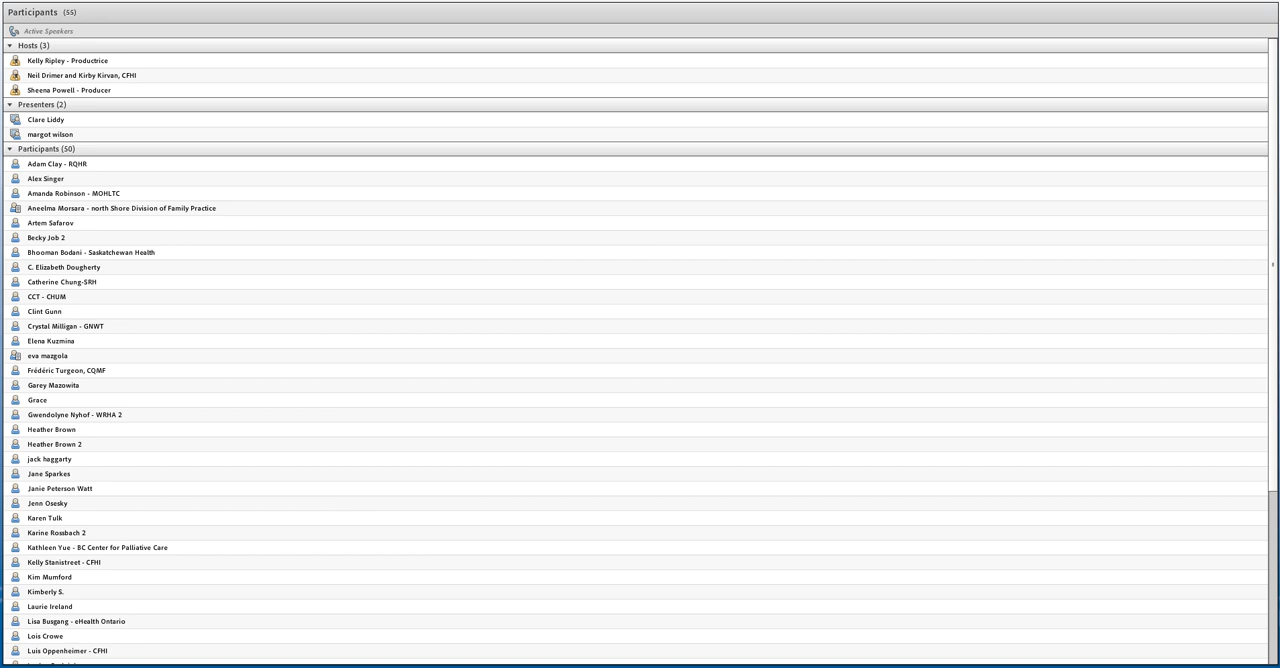 Participants (55)
Active Speakers
Hosts (3)
Kelly Ripley - Productrice
Neil Drimer and Kirby Kirvan, CFHI
Sheena Powell - Producer
Presenters (2)
Clare Liddy
margot wilson
Participants (50)
Adam Clay - RQHR
Alex Singer
Amanda Robinson - MOHLTC
Aneelma Morsara - north Shore Division of Family Practice
Artem Safarov
Becky Job 2
Bhooman Bodani - Saskatchewan Health
C. Elizabeth Dougherty
Catherine Chung-SRH
CCT - CHUM
Clint Gunn
Crystal Milligan - GNWT
Elena Kuzmina
eva mazgola
Frédéric Turgeon, CQMF
Garey Mazowita
Grace
Gwendolyne Nyhof - WRHA 2
Heather Brown
Heather Brown 2
jack haggarty
Jane Sparkes
Janie Peterson Watt
Jenn Osesky
Karen Tulk
Karine Rossbach 2
Kathleen Yue - BC Center for Palliative Care
Kelly Stanistreet - CFHI
Kim Mumford
Kimberly S.
Laurie Ireland
Lisa Busgang - eHealth Ontario
Lois Crowe
Luis Oppenheimer - CFHI